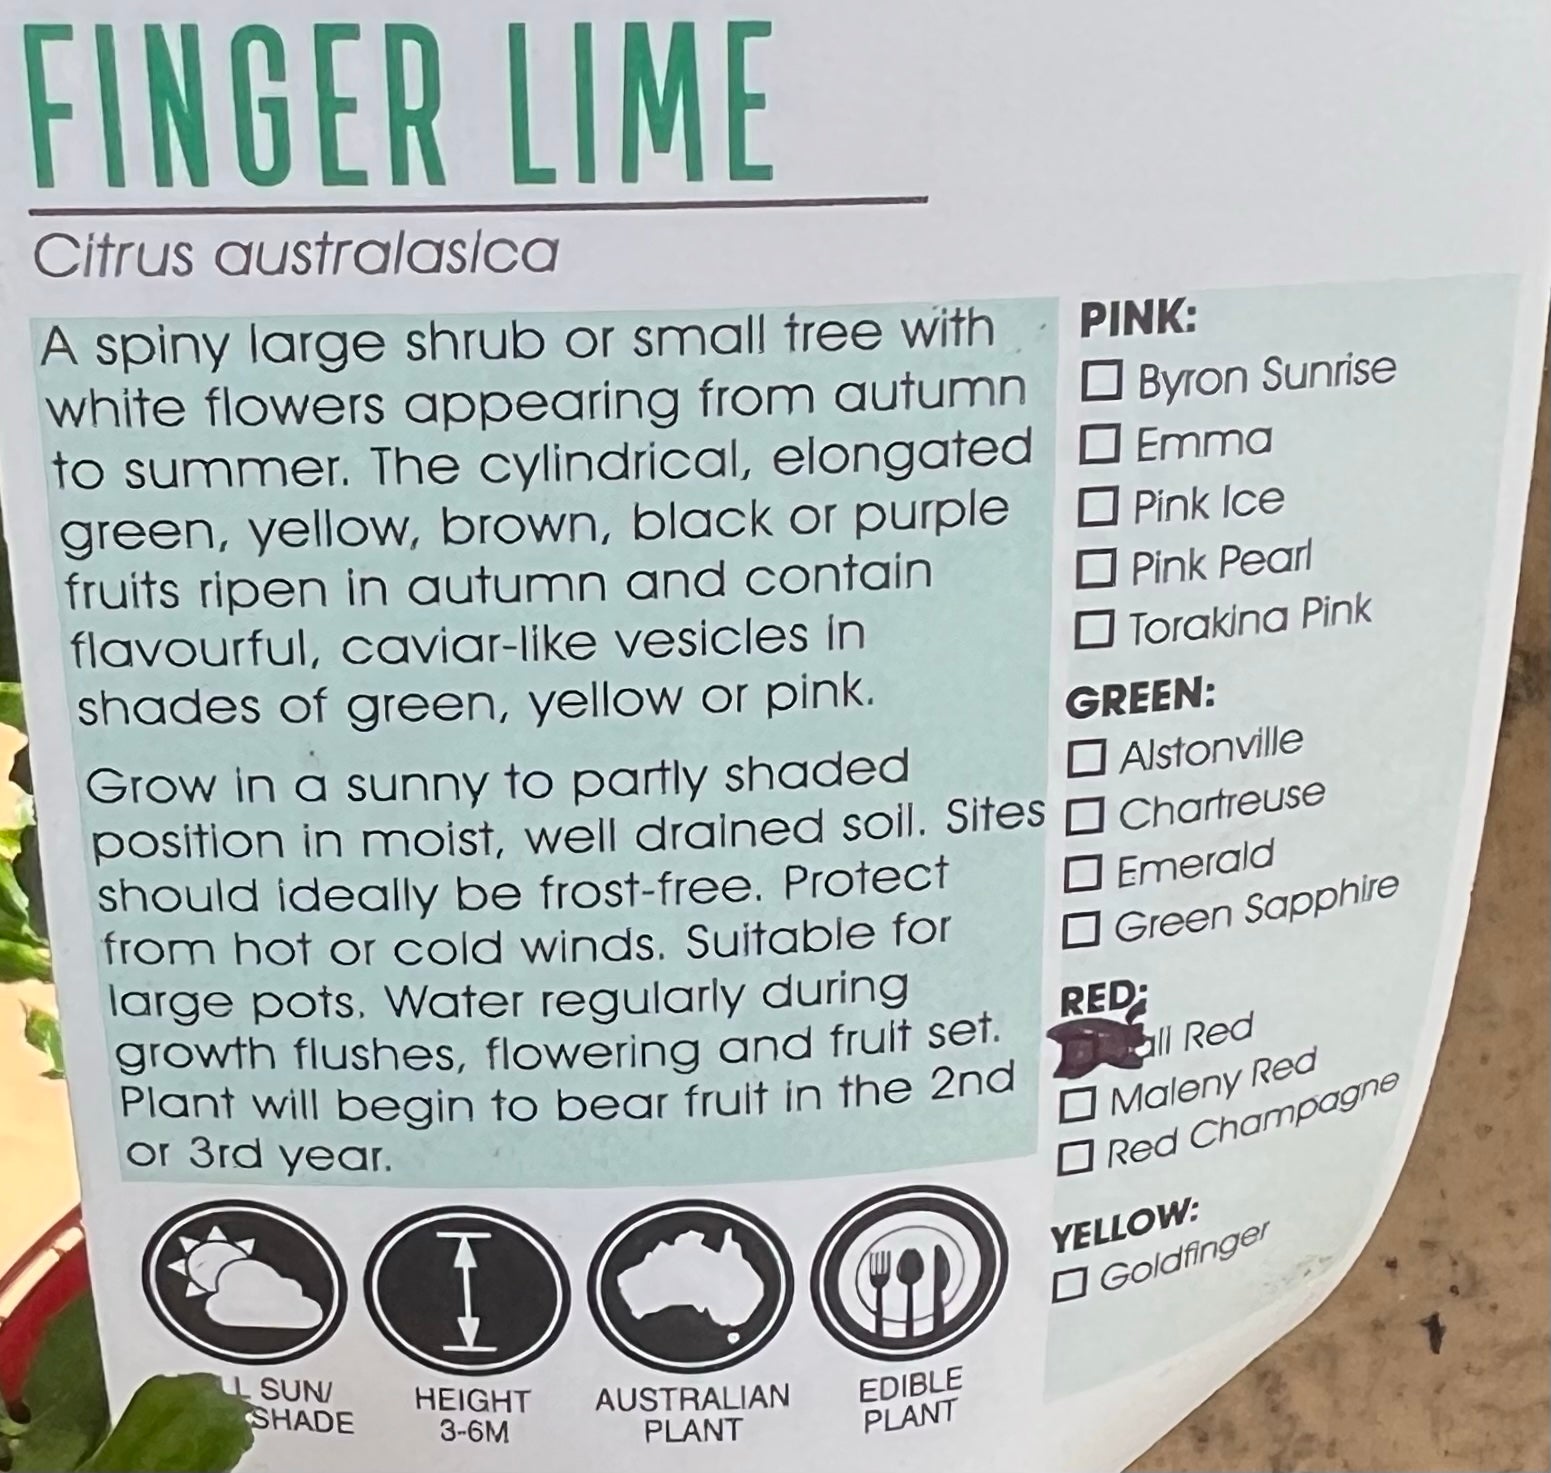 FINGER LIME
Citrus australasica
A spiny large shrub or small tree with
white flowers appearing from autumn
to summer. The cylindrical, elongated
green, yellow, brown, black or purple
fruits ripen in autumn and contain
flavourful, caviar-like vesicles in
shades of green, yellow or pink.
Grow in a sunny to partly shaded
position in moist, well drained soil. Sites
should ideally be frost-free. Protect
from hot or cold winds. Suitable for
large pots. Water regularly during
growth flushes, flowering and fruit set.
Plant will begin to bear fruit in the 2nd
or 3rd year.
PINK:
Byron Sunrise
Emma
Pink Ice
Pink Pearl
Torakina Pink
GREEN:
Alstonville
Chartreuse
Emerald
Green Sapphire
RED:
Red
Maleny Red
Red Champagne
YELLOW:
Goldfinger
SUN/
SHADE
HEIGHT
3-6M
AUSTRALIAN
PLANT
EDIBLE
PLANT